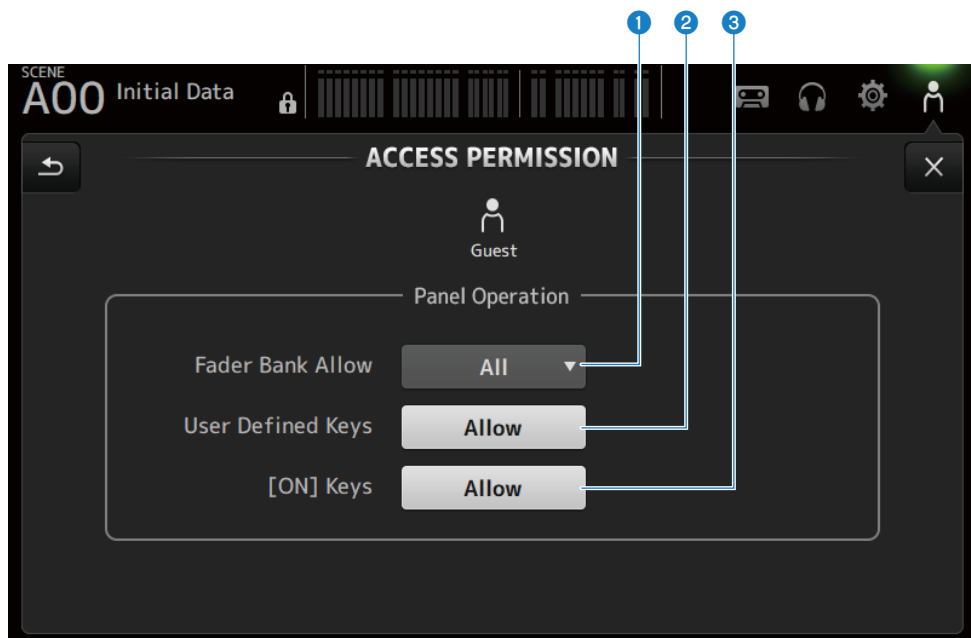 1 2 3
SCENE
A00 Initial Data
ACCESS PERMISSION
Guest
Panel Operation
Fader Bank Allow All
User Defined Keys Allow
[ON] Keys Allow